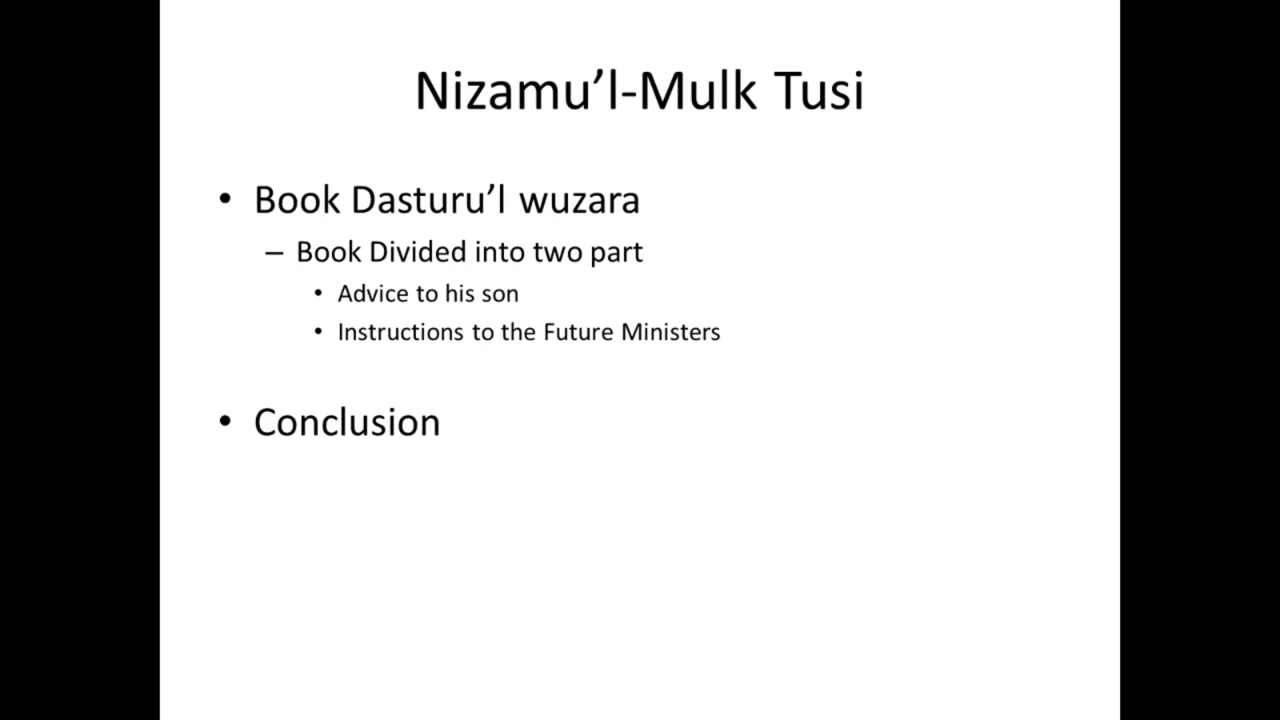 Nizamu’l-Mulk Tusi
• Book Dasturu’l wuzara
– Book Divided into two part
• Advice to his son
• Instructions to the Future Ministers
• Conclusion